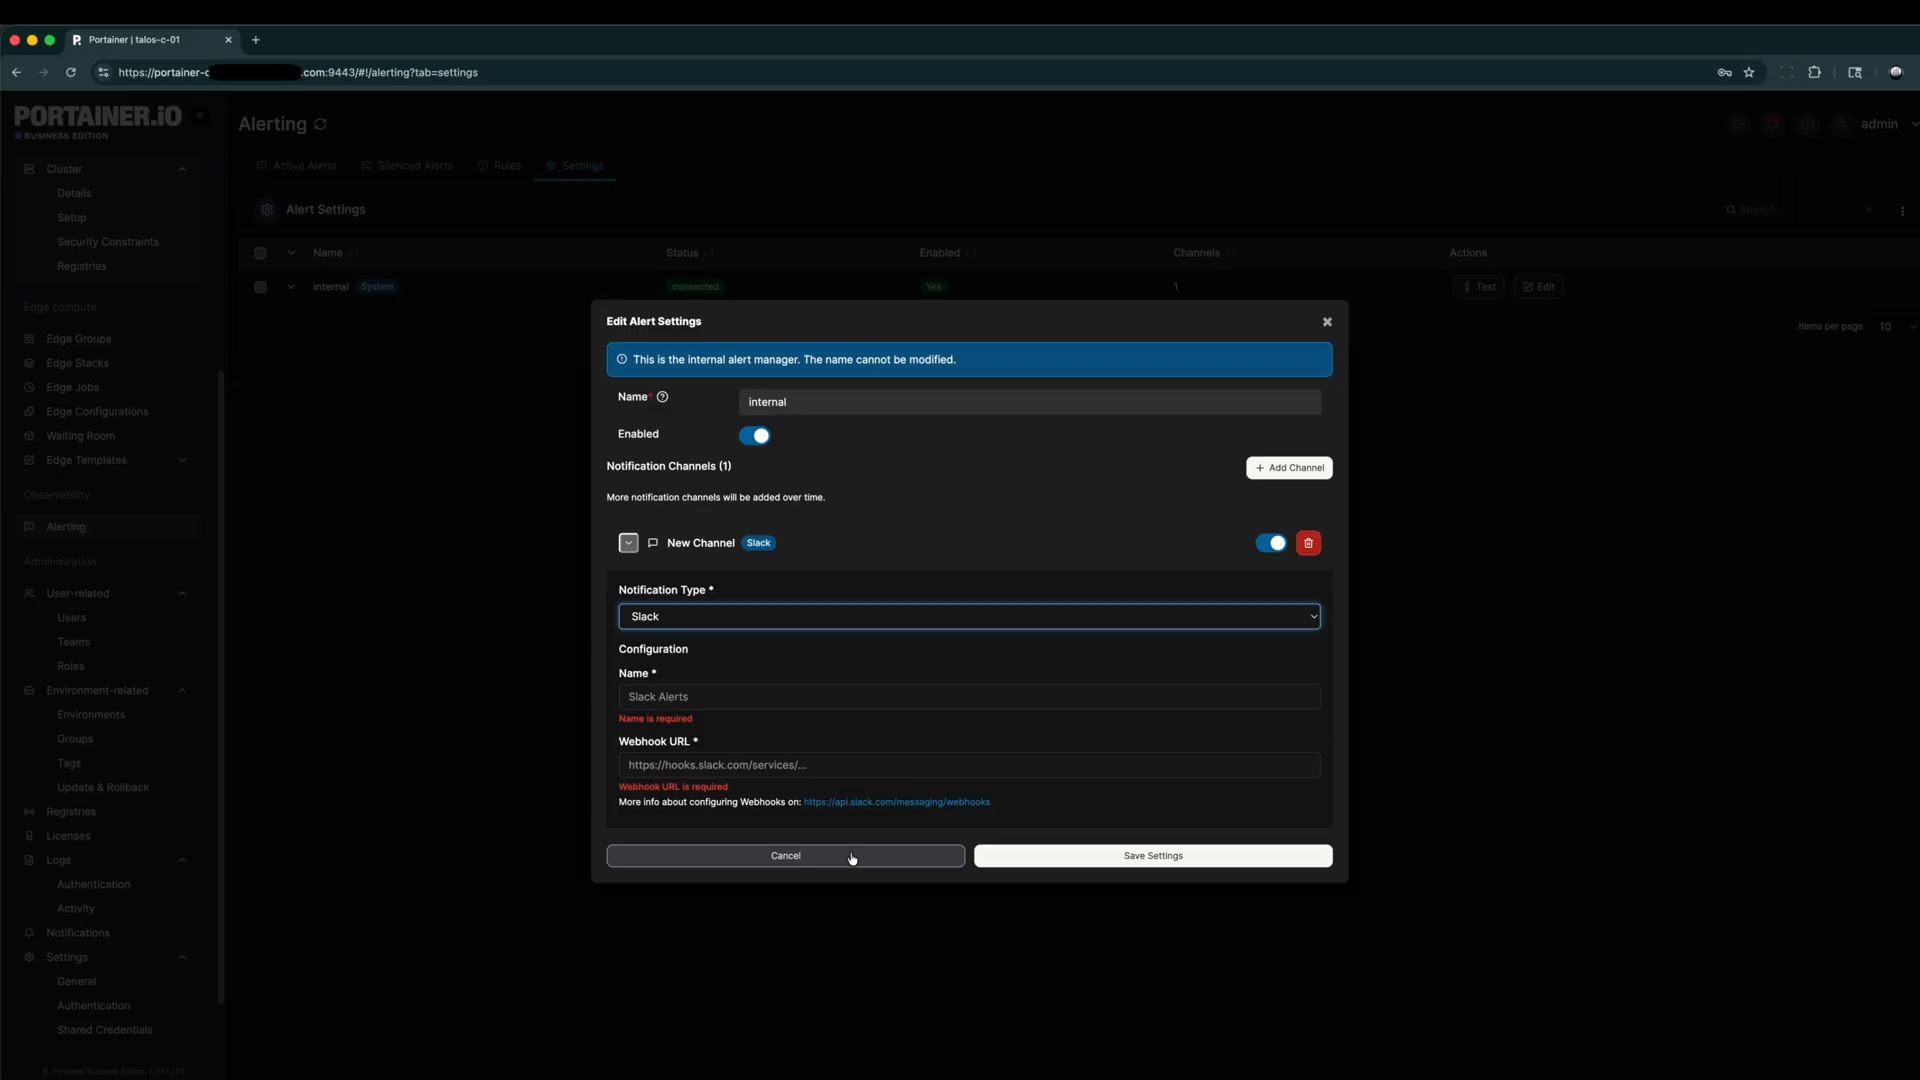 Portainer | talos-c-01
https://portainer-c .com:9443/#!/alerting?tab=settings
PORTAINER.iO
BUSINESS EDITION
Alerting
admin
Active Alerts
Silenced Alerts
Rules
Settings
Alert Settings
Search...
Name
Status
Enabled
Channels
Actions
internal
System
connected
Yes
1
Test
Edit
Items per page
10
Cluster
Details
Setup
Security Constraints
Registries
Edge compute
Edge Groups
Edge Stacks
Edge Jobs
Edge Configurations
Waiting Room
Edge Templates
Observability
Alerting
Administration
User-related
Users
Teams
Roles
Environment-related
Environments
Groups
Tags
Update & Rollback
Registries
Licenses
Logs
Authentication
Activity
Notifications
Settings
General
Authentication
Shared Credentials
© Portainer Business Edition
Edit Alert Settings
This is the internal alert manager. The name cannot be modified.
Name*
internal
Enabled
Notification Channels (1)
+ Add Channel
More notification channels will be added over time.
New Channel
Slack
Notification Type *
Slack
Configuration
Name *
Slack Alerts
Name is required
Webhook URL *
https://hooks.slack.com/services/...
Webhook URL is required
More info about configuring Webhooks on: https://api.slack.com/messaging/webhooks
Cancel
Save Settings